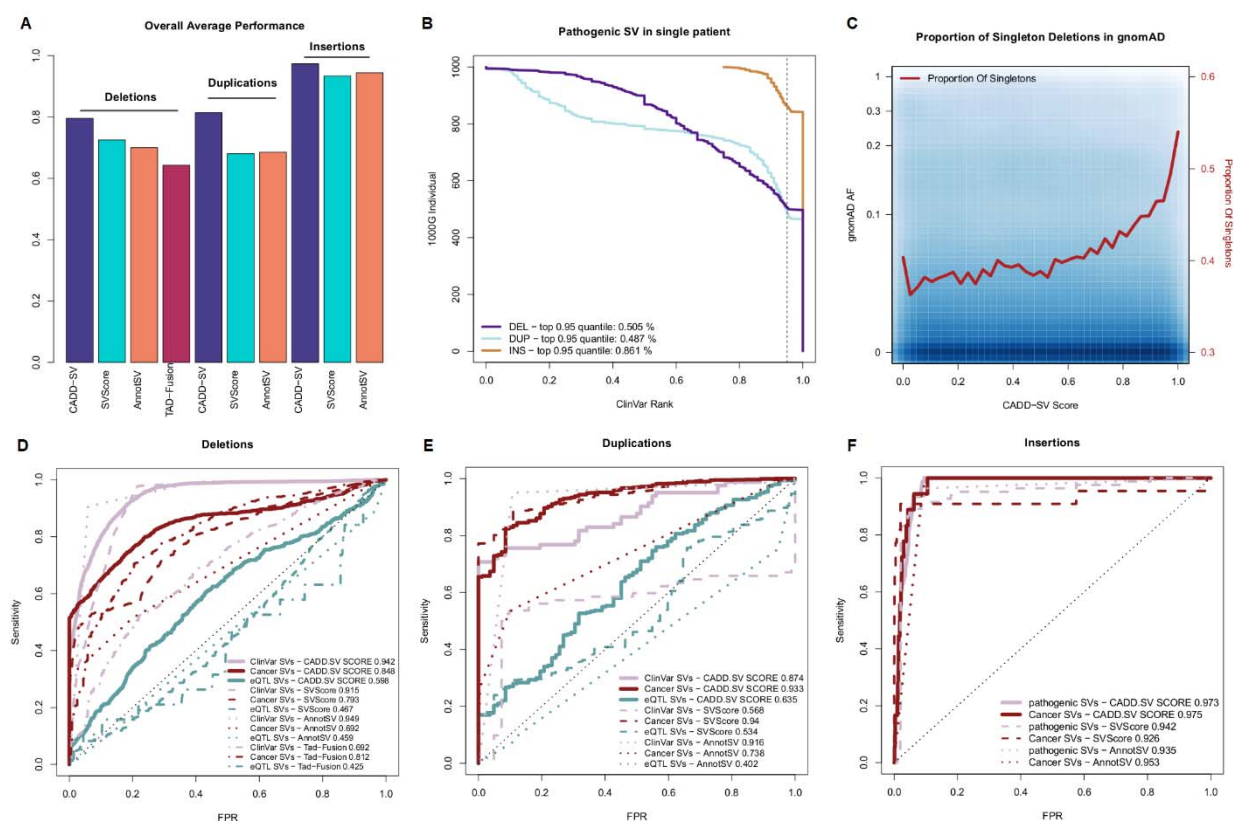 A
Overall Average Performance
1.0
0.8
0.6
0.4
0.2
0.0
Deletions
Duplications
Insertions
CADD-SV
SVScore
AnnotSV
TAD-Fusion
CADD-SV
SVScore
AnnotSV
CADD-SV
SVScore
AnnotSV
B
Pathogenic SV in single patient
1000G Individual
1000
800
600
400
200
0
DEL – top 0.95 quantile: 0.505 %
DUP – top 0.95 quantile: 0.487 %
INS – top 0.95 quantile: 0.861 %
0.0 0.2 0.4 0.6 0.8 1.0
ClinVar Rank
C
Proportion of Singleton Deletions in gnomAD
Proportion Of Singletons
gnomAD AF
1
0.3
0.2
0.1
0
0.6
0.5
0.4
0.3
Proportion Of Singletons
0.0 0.2 0.4 0.6 0.8 1.0
CADD-SV Score
D
Deletions
Sensitivity
1.0
0.8
0.6
0.4
0.2
0.0
ClinVar SVs – CADD.SV SCORE 0.942
Cancer SVs – CADD.SV SCORE 0.848
eQTL SVs – CADD.SV SCORE 0.598
ClinVar SVs – SVScore 0.915
Cancer SVs – SVScore 0.793
eQTL SVs – SVScore 0.467
ClinVar SVs – AnnotSV 0.949
Cancer SVs – AnnotSV 0.692
eQTL SVs – AnnotSV 0.459
ClinVar SVs – Tad-Fusion 0.692
Cancer SVs – Tad-Fusion 0.812
eQTL SVs – Tad-Fusion 0.425
0.0 0.2 0.4 0.6 0.8 1.0
FPR
E
Duplications
Sensitivity
1.0
0.8
0.6
0.4
0.2
0.0
ClinVar SVs – CADD.SV SCORE 0.874
Cancer SVs – CADD.SV SCORE 0.933
eQTL SVs – CADD.SV SCORE 0.635
ClinVar SVs – SVScore 0.568
Cancer SVs – SVScore 0.94
eQTL SVs – SVScore 0.534
ClinVar SVs – AnnotSV 0.916
Cancer SVs – AnnotSV 0.738
eQTL SVs – AnnotSV 0.402
0.0 0.2 0.4 0.6 0.8 1.0
FPR
F
Insertions
Sensitivity
1.0
0.8
0.6
0.4
0.2
0.0
pathogenic SVs – CADD.SV SCORE 0.973
Cancer SVs – CADD.SV SCORE 0.975
pathogenic SVs – SVScore 0.942
Cancer SVs – SVScore 0.926
pathogenic SVs – AnnotSV 0.935
Cancer SVs – AnnotSV 0.953
0.0 0.2 0.4 0.6 0.8 1.0
FPR